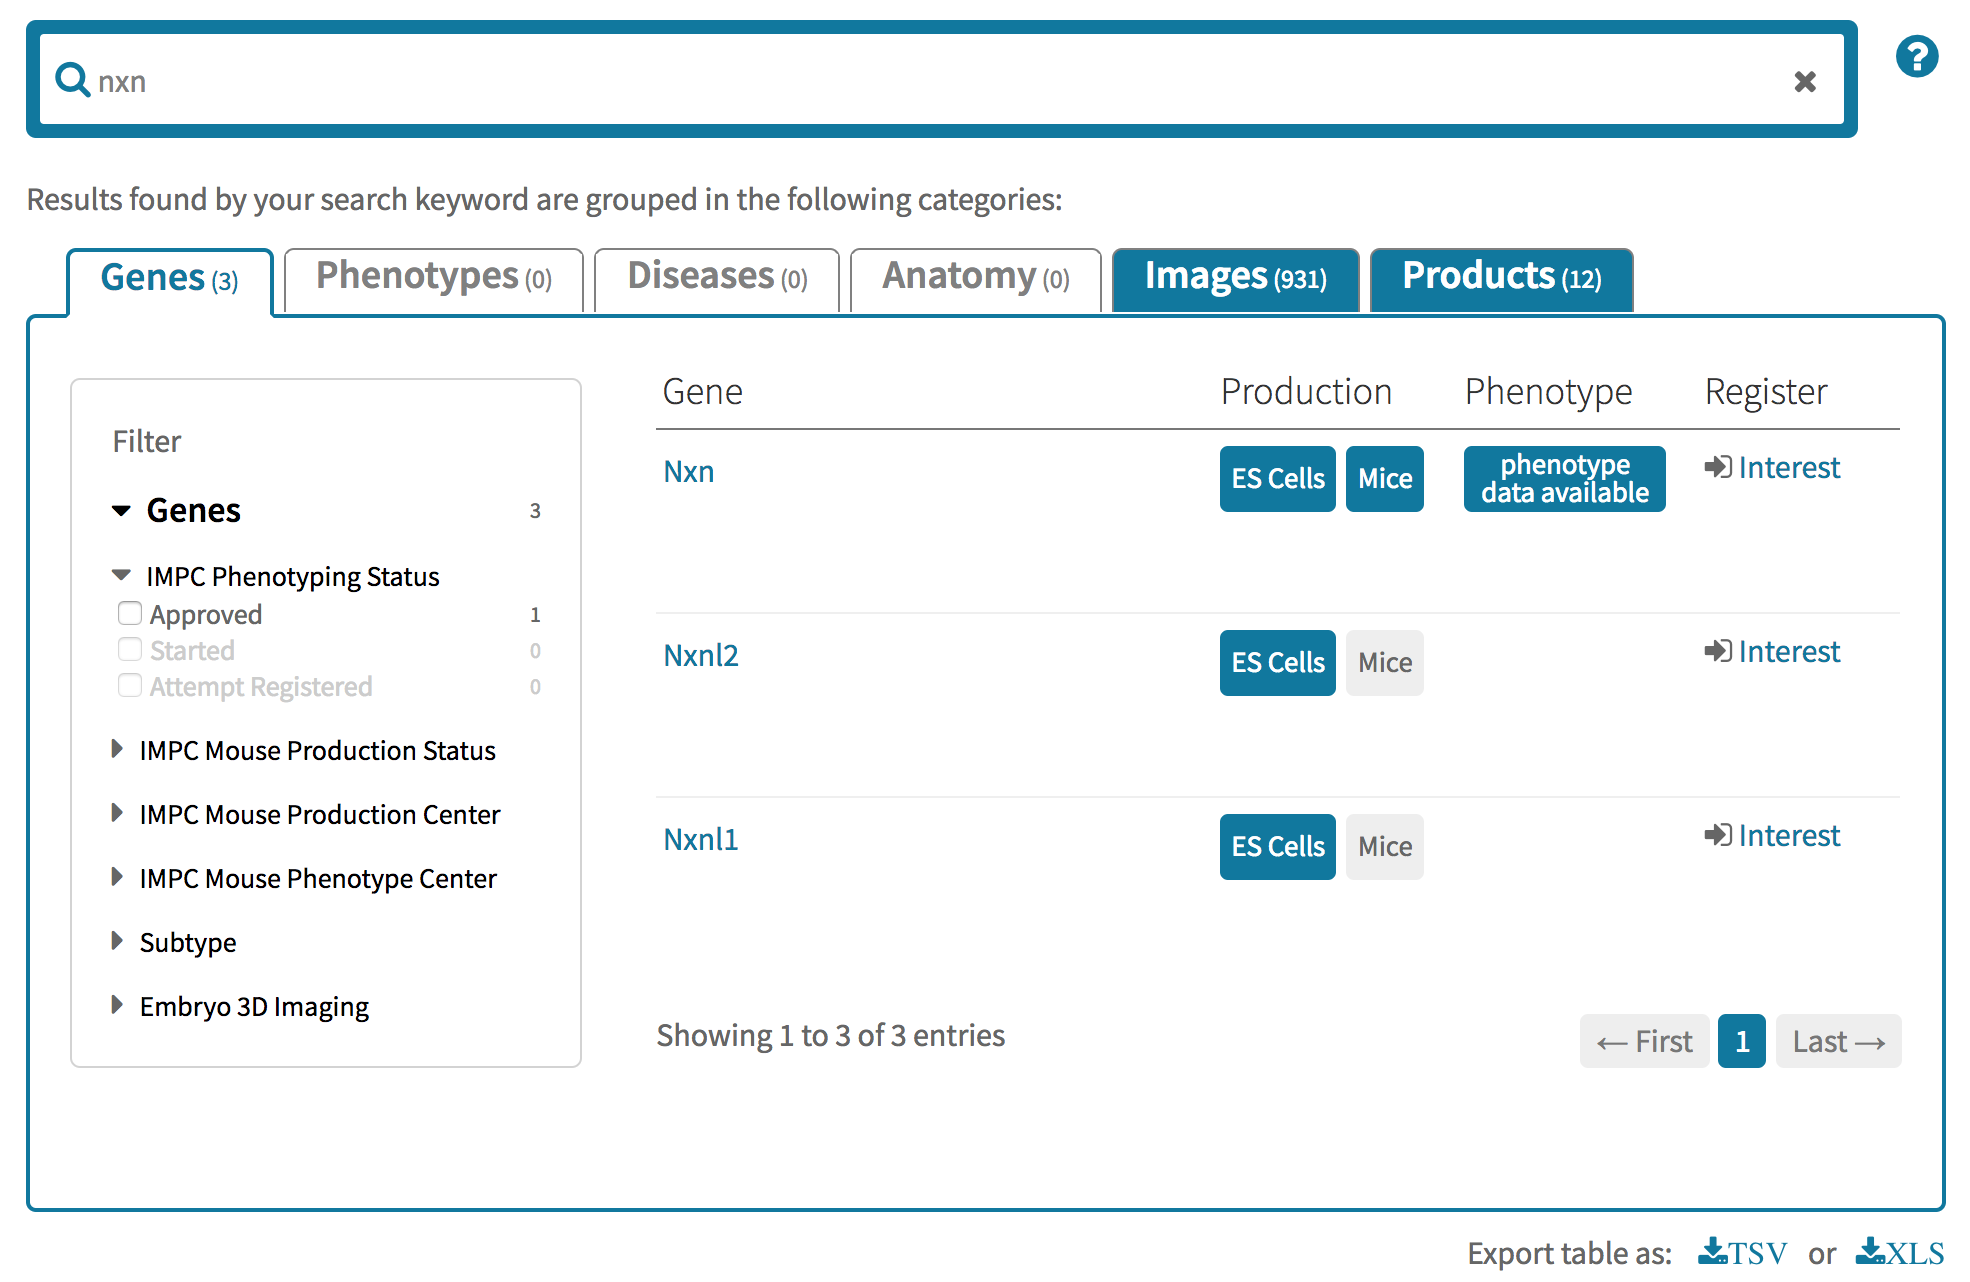 nxn
Results found by your search keyword are grouped in the following categories:
Genes (3) Phenotypes (0) Diseases (0) Anatomy (0) Images (931) Products (12)
Filter
Genes 3
IMPC Phenotyping Status
Approved 1
Started 0
Attempt Registered 0
IMPC Mouse Production Status
IMPC Mouse Production Center
IMPC Mouse Phenotype Center
Subtype
Embryo 3D Imaging
Gene Production Phenotype Register
Nxn ES Cells Mice phenotype data available Interest
Nxnl2 ES Cells Mice Interest
Nxnl1 ES Cells Mice Interest
Showing 1 to 3 of 3 entries ← First 1 Last →
Export table as: TSV or XLS